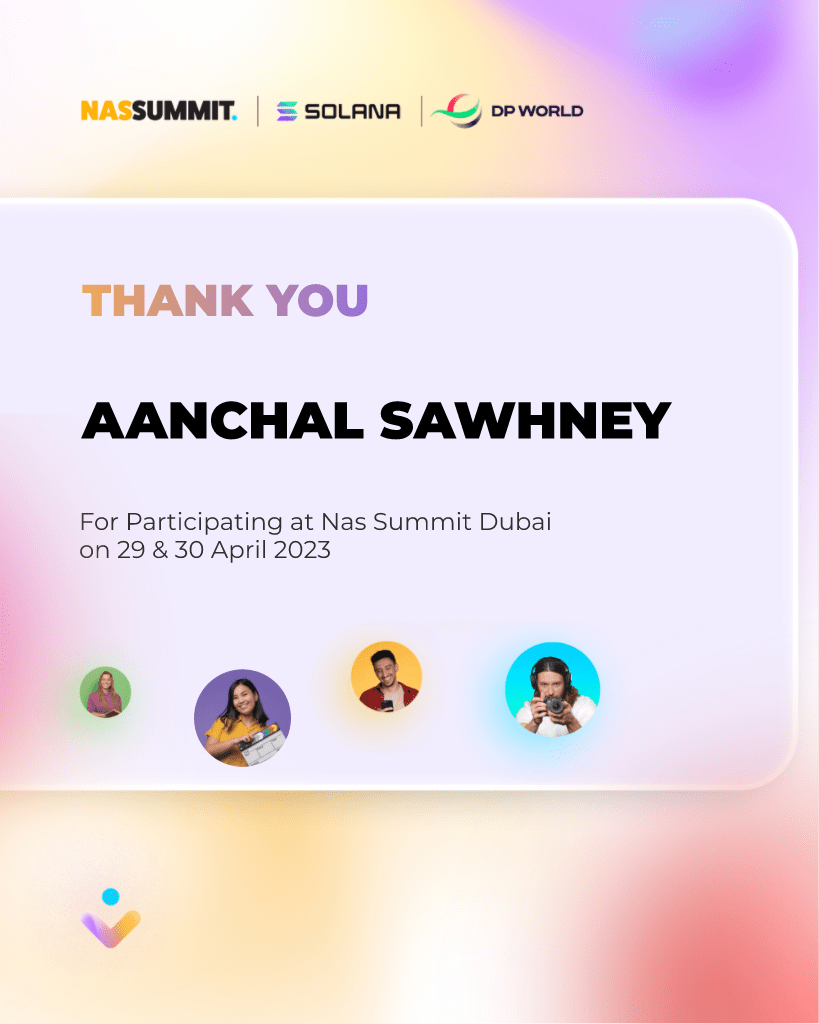 NASSUMMIT. SOLANA DP WORLD
THANK YOU
AANCHAL SAWHNEY
For Participating at Nas Summit Dubai
on 29 & 30 April 2023